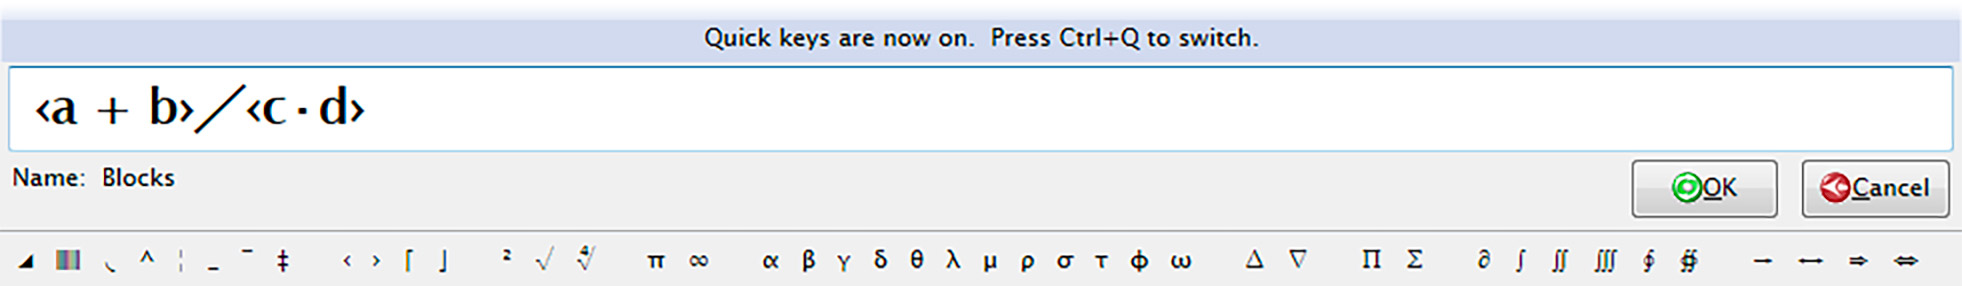 Quick keys are now on.  Press Ctrl+Q to switch.
‹a + b›╱‹c · d›
Name:  Blocks
OK
Cancel
◢ ◟ ^ ¦ _ ‾ ‡ ‹ › ⌈ ⌋ ² √ ∜ π ∞ α β γ δ θ λ μ ρ σ τ ϕ ω ∆ ∇ Π Σ ∂ ∫ ∬ ∭ ∮ ∯ → ↔ ⇒ ⇔